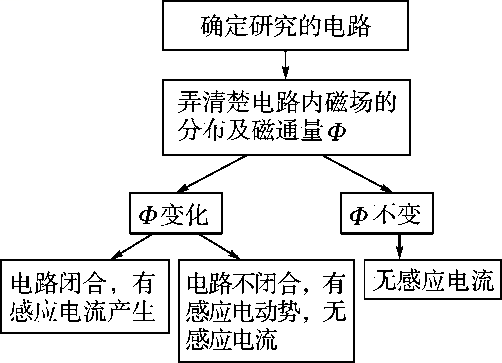 确定研究的电路
弄清楚电路内磁场的
分布及磁通量Φ
Φ变化
Φ不变
电路闭合，有
感应电流产生
电路不闭合，有
感应电动势，无
感应电流
无感应电流